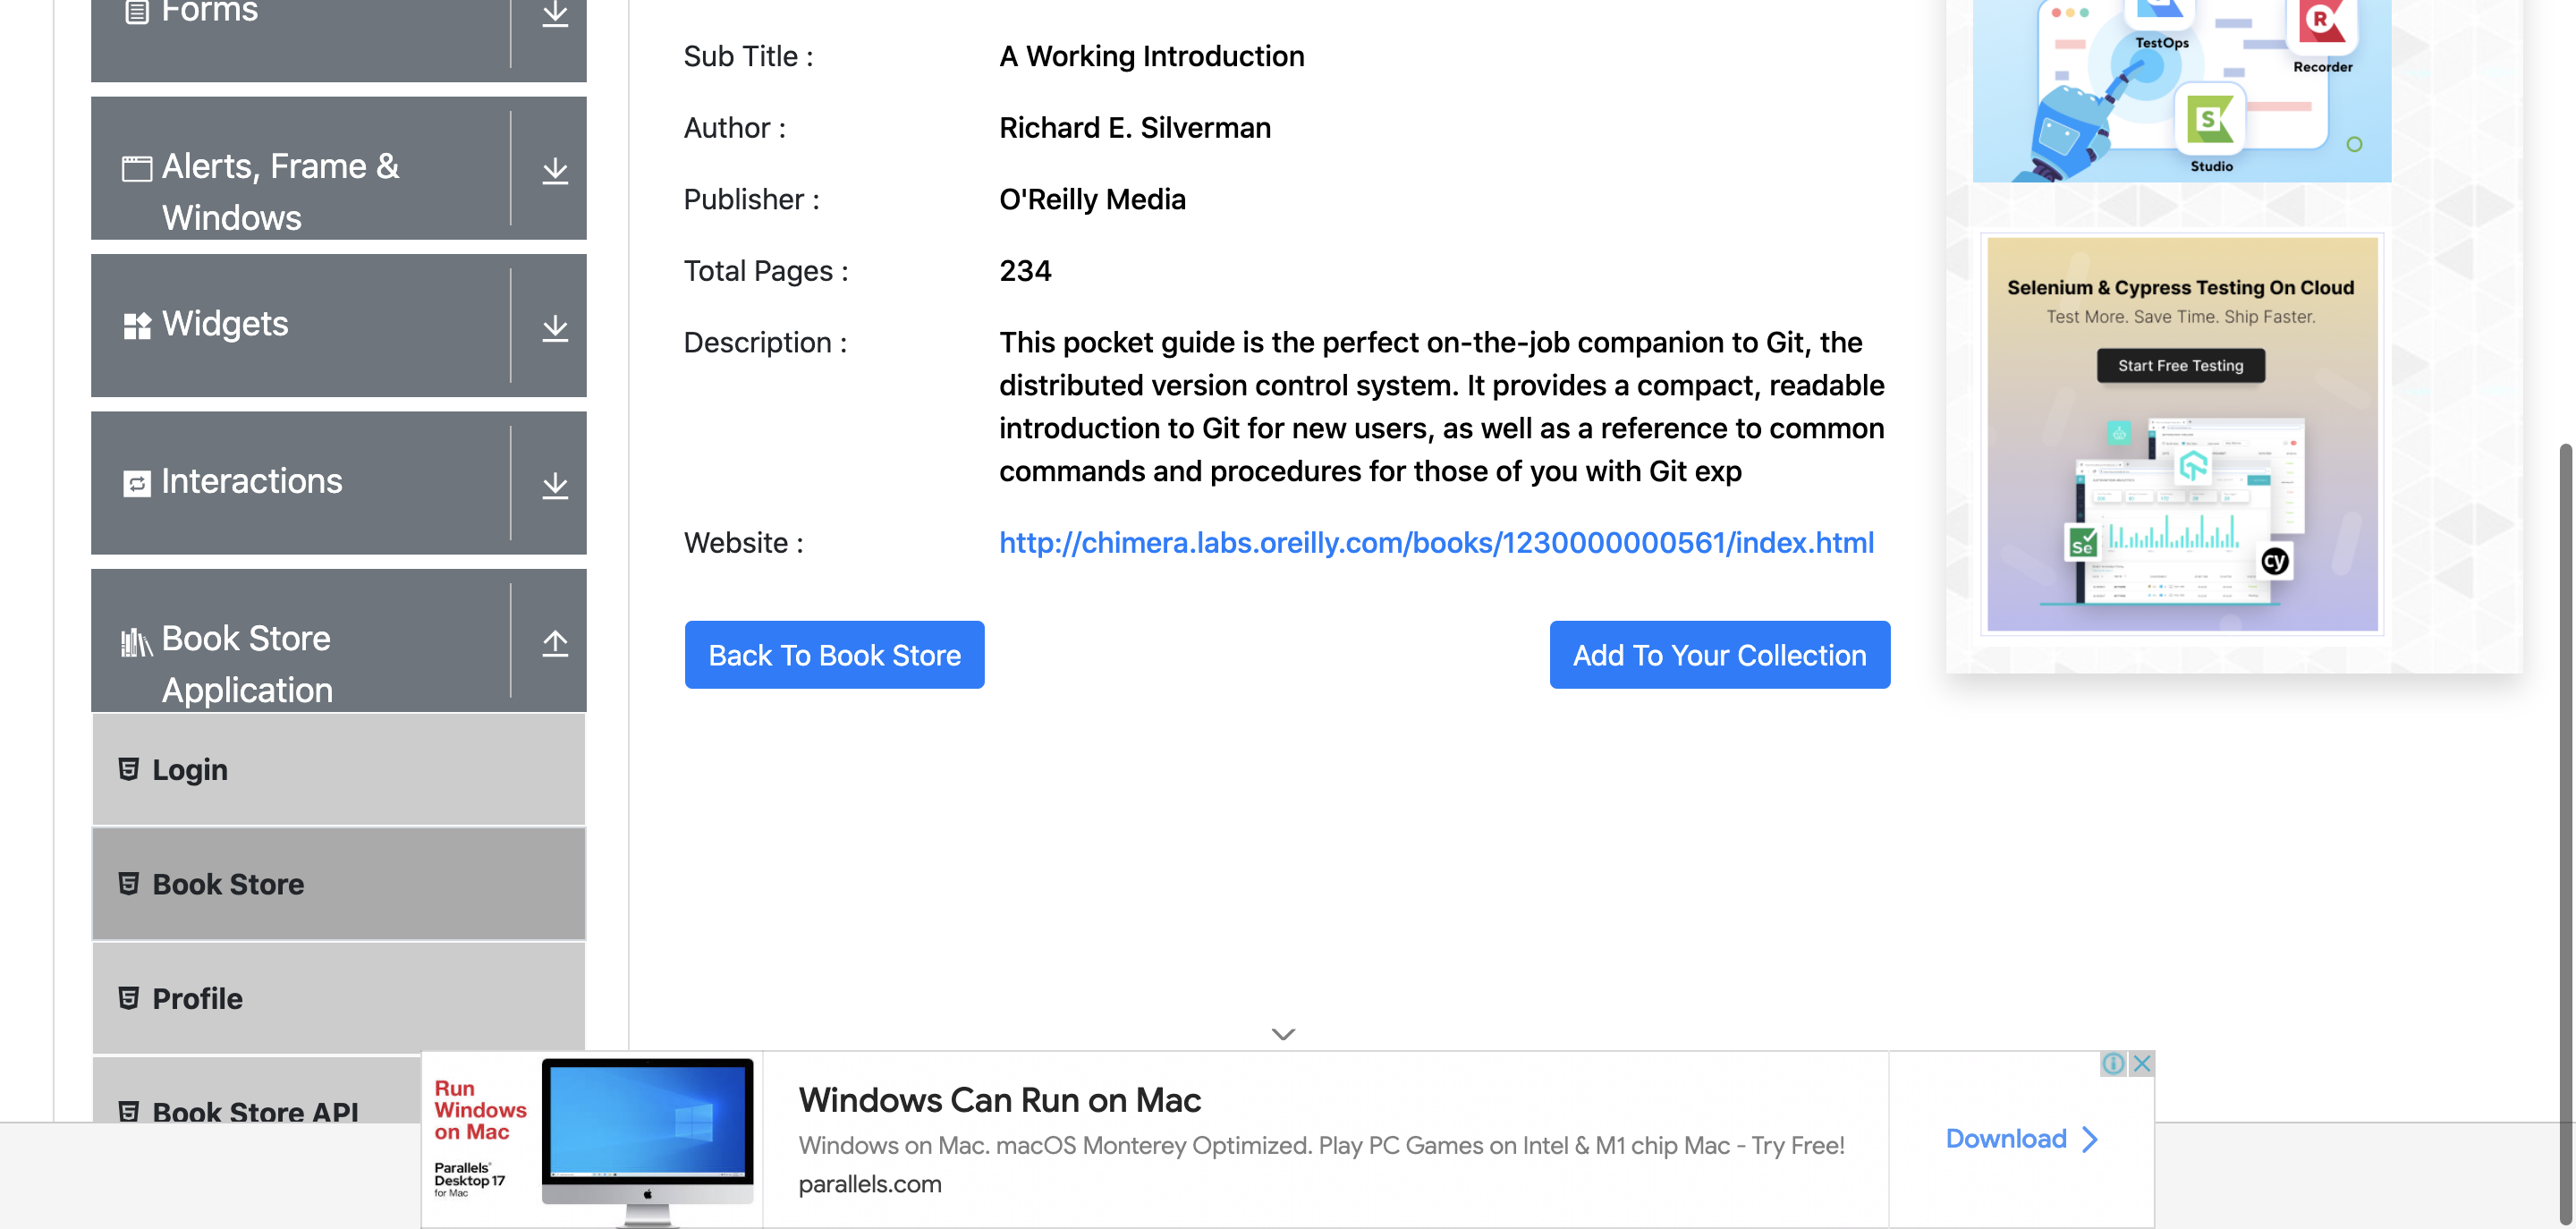 Forms
Alerts, Frame &
Windows
Widgets
Interactions
Book Store
Application
Login
Book Store
Profile
Book Store API
Sub Title :
A Working Introduction
Author :
Richard E. Silverman
Publisher :
O'Reilly Media
Total Pages :
234
Description :
This pocket guide is the perfect on-the-job companion to Git, the
distributed version control system. It provides a compact, readable
introduction to Git for new users, as well as a reference to common
commands and procedures for those of you with Git exp
Website :
http://chimera.labs.oreilly.com/books/1230000000561/index.html
Back To Book Store
Add To Your Collection
TestOps
R
Recorder
S
Studio
Selenium & Cypress Testing On Cloud
Test More. Save Time. Ship Faster.
Start Free Testing
Se
cy
Run
Windows
on Mac
Parallels®
Desktop 17
for Mac
Windows Can Run on Mac
Windows on Mac. macOS Monterey Optimized. Play PC Games on Intel & M1 chip Mac - Try Free!
parallels.com
Download